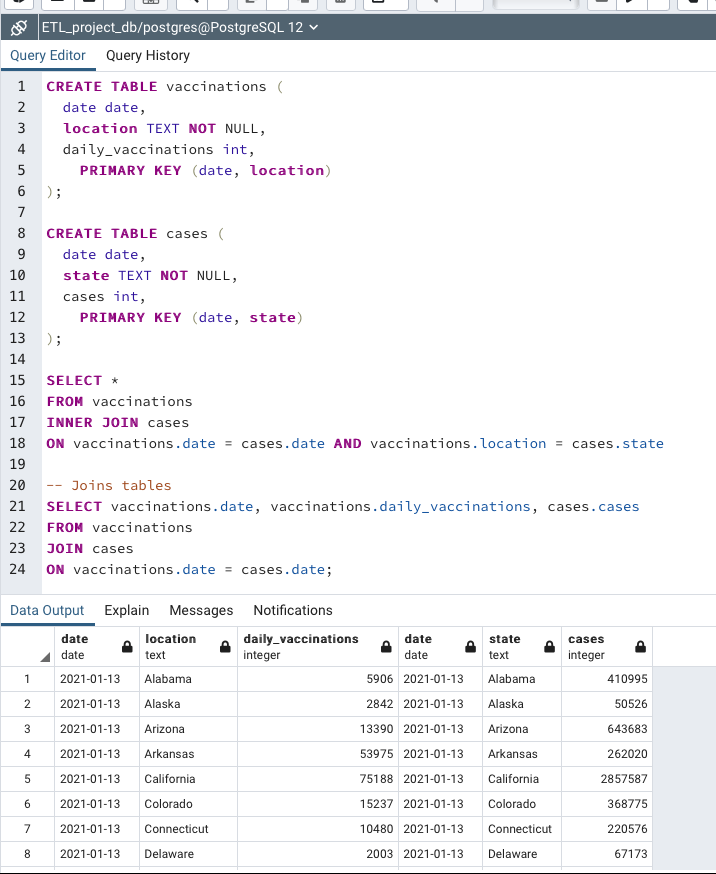 ETL_project_db/postgres@PostgreSQL 12
Query Editor Query History
1 CREATE TABLE vaccinations (
2 date date,
3 location TEXT NOT NULL,
4 daily_vaccinations int,
5 PRIMARY KEY (date, location)
6 );
7
8 CREATE TABLE cases (
9 date date,
10 state TEXT NOT NULL,
11 cases int,
12 PRIMARY KEY (date, state)
13 );
14
15 SELECT *
16 FROM vaccinations
17 INNER JOIN cases
18 ON vaccinations.date = cases.date AND vaccinations.location = cases.state
19
20 -- Joins tables
21 SELECT vaccinations.date, vaccinations.daily_vaccinations, cases.cases
22 FROM vaccinations
23 JOIN cases
24 ON vaccinations.date = cases.date;
Data Output Explain Messages Notifications
date location daily_vaccinations date state cases
date text integer date text integer
1 2021-01-13 Alabama 5906 2021-01-13 Alabama 410995
2 2021-01-13 Alaska 2842 2021-01-13 Alaska 50526
3 2021-01-13 Arizona 13390 2021-01-13 Arizona 643683
4 2021-01-13 Arkansas 53975 2021-01-13 Arkansas 262020
5 2021-01-13 California 75188 2021-01-13 California 2857587
6 2021-01-13 Colorado 15237 2021-01-13 Colorado 368775
7 2021-01-13 Connecticut 10480 2021-01-13 Connecticut 220576
8 2021-01-13 Delaware 2003 2021-01-13 Delaware 67173